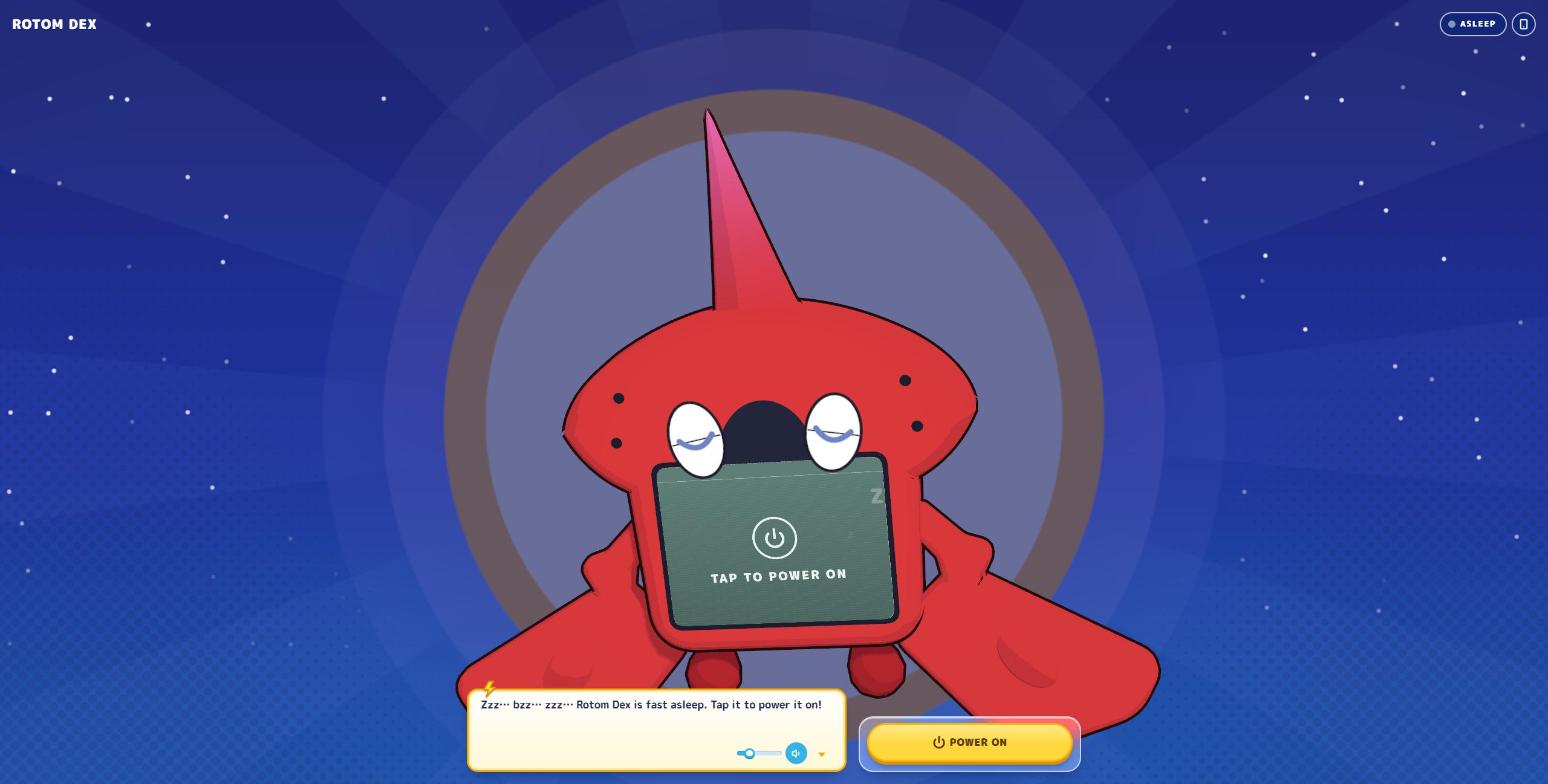 ROTOM DEX
ASLEEP
Z
TAP TO POWER ON
Zzz··· bzz··· zzz··· Rotom Dex is fast asleep. Tap it to power it on!
POWER ON